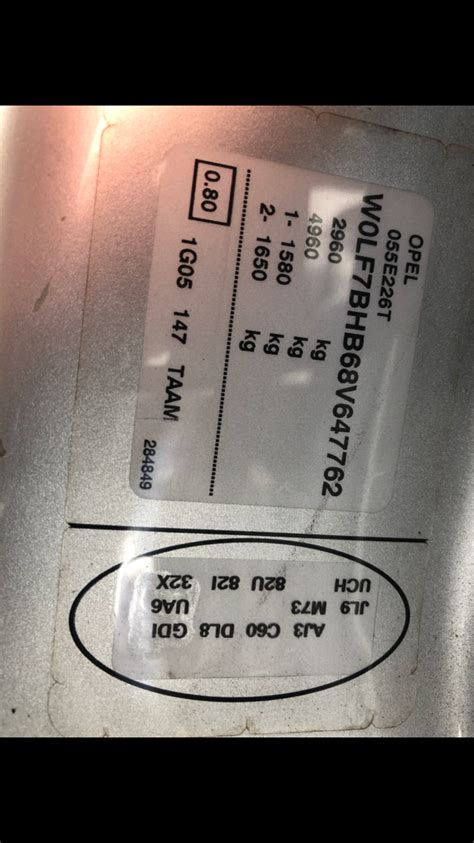 OPEL
055E226T
W0LF7BHB68V647762
2960 kg
4960 kg
1- 1580 kg
2- 1650 kg
0.80 1G05 147 TAAM
284849
AJ3 C60 DL8 GDI
JL9 M73 UA6
UCH 82U 82I 32X